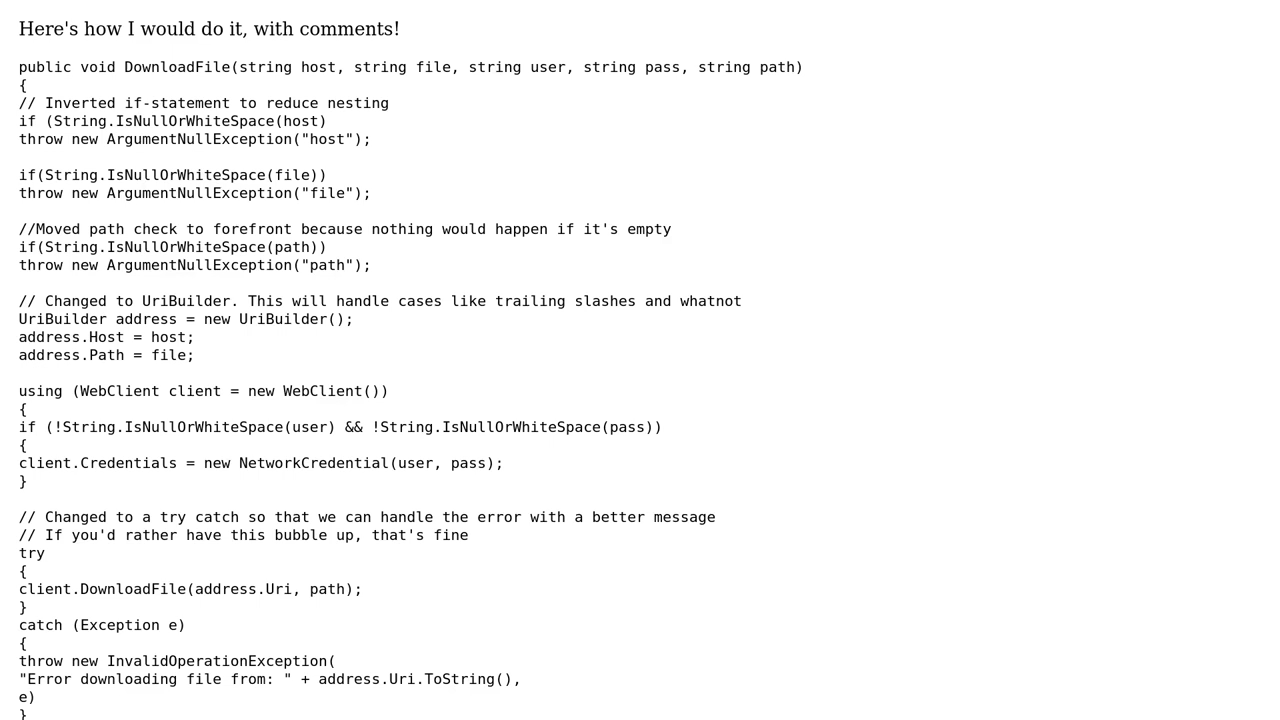 Here's how I would do it, with comments!
public void DownloadFile(string host, string file, string user, string pass, string path)
{
// Inverted if-statement to reduce nesting
if (String.IsNullOrWhiteSpace(host)
throw new ArgumentNullException("host");
if(String.IsNullOrWhiteSpace(file))
throw new ArgumentNullException("file");
//Moved path check to forefront because nothing would happen if it's empty
if(String.IsNullOrWhiteSpace(path))
throw new ArgumentNullException("path");
// Changed to UriBuilder. This will handle cases like trailing slashes and whatnot
UriBuilder address = new UriBuilder();
address.Host = host;
address.Path = file;
using (WebClient client = new WebClient())
{
if (!String.IsNullOrWhiteSpace(user) && !String.IsNullOrWhiteSpace(pass))
{
client.Credentials = new NetworkCredential(user, pass);
}
// Changed to a try catch so that we can handle the error with a better message
// If you'd rather have this bubble up, that's fine
try
{
client.DownloadFile(address.Uri, path);
}
catch (Exception e)
{
throw new InvalidOperationException(
"Error downloading file from: " + address.Uri.ToString(),
e)
}